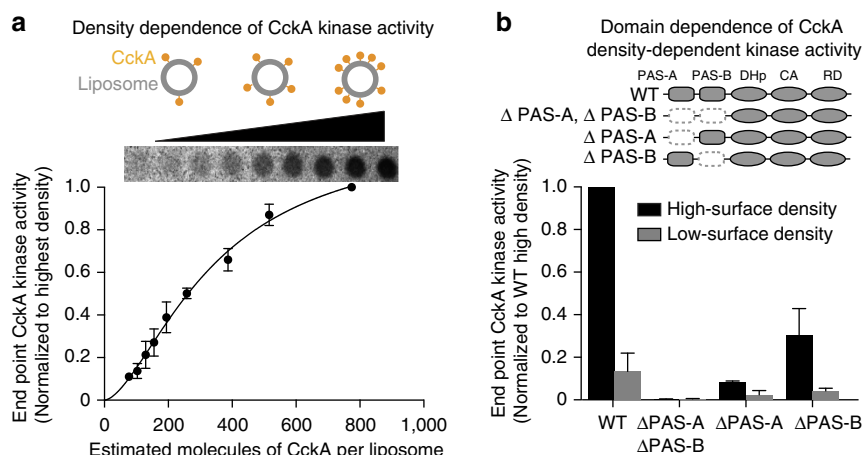 a
Density dependence of CckA kinase activity
CckA
Liposome
1.0
0.8
0.6
0.4
0.2
0
End point CckA kinase activity
(Normalized to highest density)
0 200 400 600 800 1,000
Estimated molecules of CckA per liposome
b
Domain dependence of CckA
density-dependent kinase activity
PAS-A PAS-B DHp CA RD
WT
Δ PAS-A, Δ PAS-B
Δ PAS-A
Δ PAS-B
High-surface density
Low-surface density
1.0
0.8
0.6
0.4
0.2
0
End point CckA kinase activity
(Normalized to WT high density)
WT ΔPAS-A ΔPAS-A ΔPAS-B
ΔPAS-B